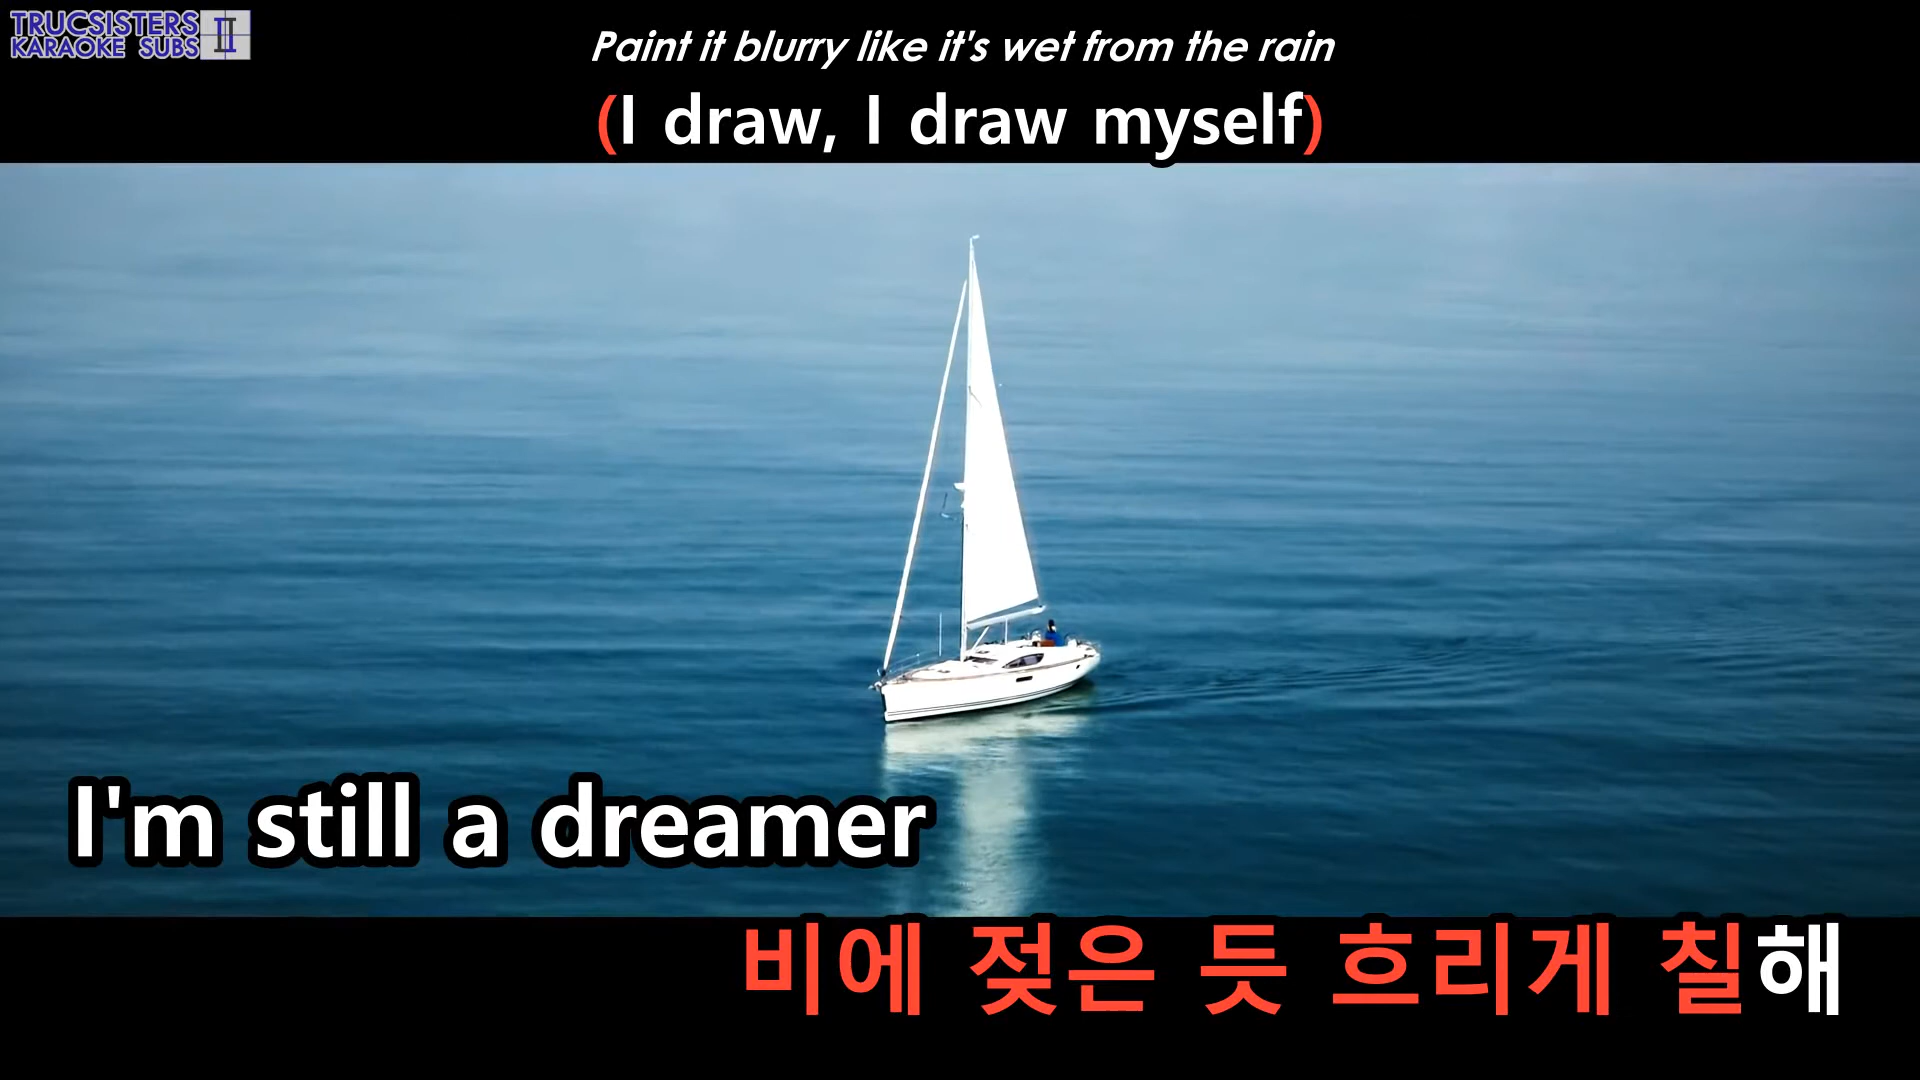 TRUCSISTERS
KARAOKE SUBS II
Paint it blurry like it's wet from the rain
(I draw, I draw myself)
I'm still a dreamer
비에 젖은 듯 흐리게 칠해